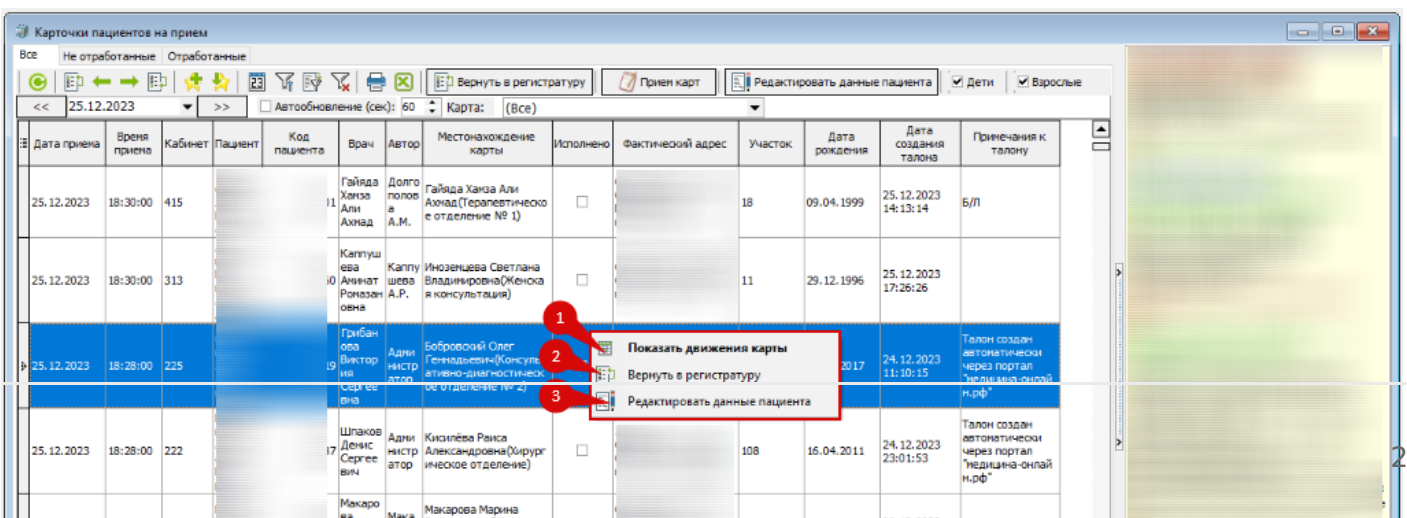 Карточки пациентов на прием
Все Не отработанные Отработанные
23 Вернуть в регистратуру Прием карт Редактировать данные пациента Дети Взрослые
<< 25.12.2023 >> Автообновление (сек): 60 Карта: (Все)
Дата приема Время приема Кабинет Пациент Код пациента Врач Автор Местонахождение карты Исполнено Фактический адрес Участок Дата рождения Дата создания талона Примечания к талону
25.12.2023 18:30:00 415 1 Гайяда Хамза Али Ахмад Долгополова А.М. Гайяда Хамза Али Ахмад(Терапевтическое отделение № 1) 18 09.04.1999 25.12.2023 14:13:14 Б/Л
25.12.2023 18:30:00 313 0 Каппушева Аминат Ромазановна Каппушева А.Р. Иноземцева Светлана Владимировна(Женская консультация) 11 29.12.1996 25.12.2023 17:26:26
25.12.2023 18:28:00 225 9 Грибанова Виктория Сергеевна Администратор Бобровский Олег Геннадьевич(Консультативно-диагностическое отделение № 2) 2017 24.12.2023 11:10:15 Талон создан автоматически через портал "медицина-онлайн.рф"
1 Показать движения карты
2 Вернуть в регистратуру
3 Редактировать данные пациента
25.12.2023 18:28:00 222 7 Шпаков Денис Сергеевич Администратор Кисилёва Раиса Александровна(Хирургическое отделение) 108 16.04.2011 24.12.2023 23:01:53 Талон создан автоматически через портал "медицина-онлайн.рф"
2
Макарова Мака Макарова Марина